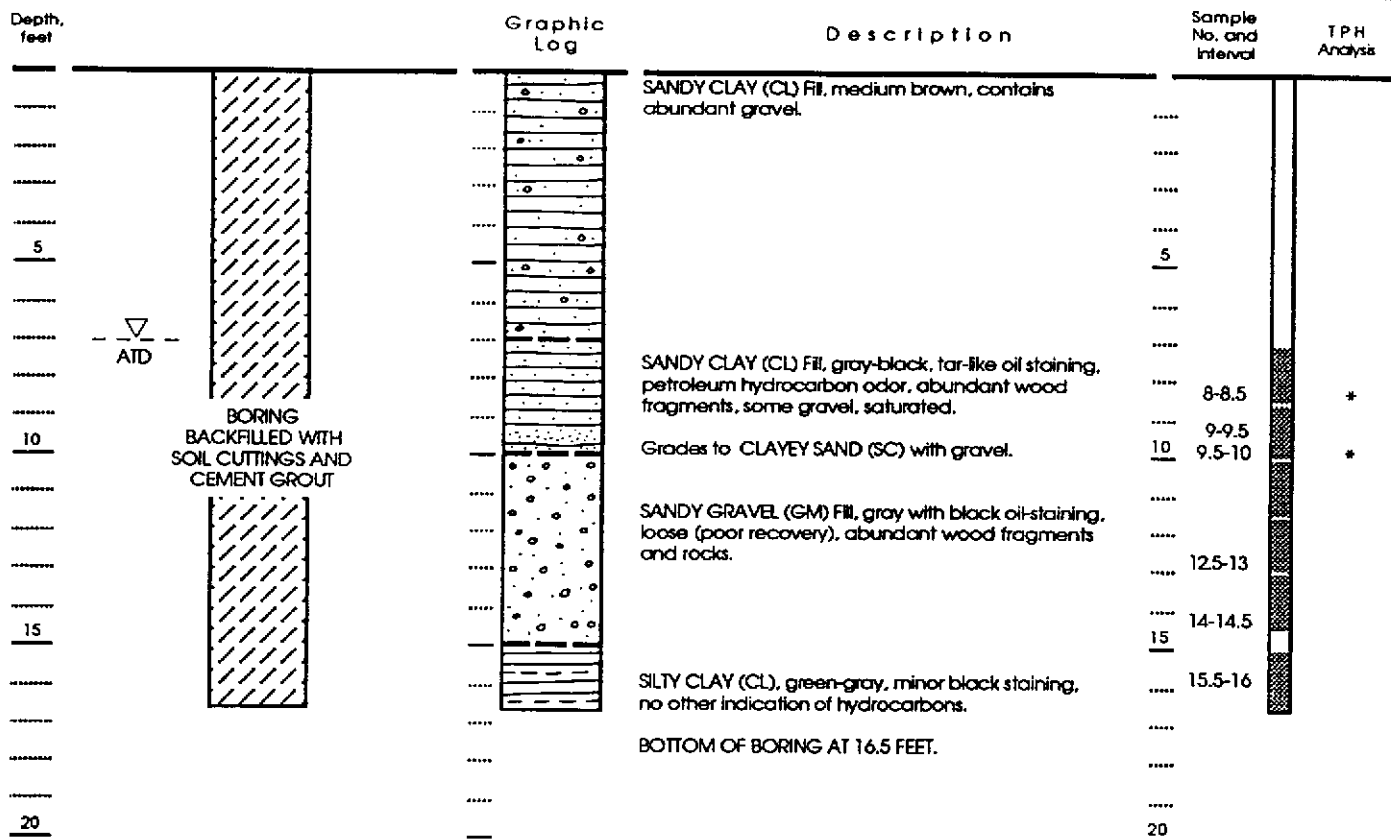 Depth,
feet
Graphic
Log
Description
Sample
No. and
Interval
TPH
Analysis
SANDY CLAY (CL) Fill, medium brown, contains
abundant gravel.
5
5
ATD
SANDY CLAY (CL) Fill, gray-black, tar-like oil staining,
petroleum hydrocarbon odor, abundant wood
fragments, some gravel, saturated.
8-8.5 *
BORING
BACKFILLED WITH
SOIL CUTTINGS AND
CEMENT GROUT
9-9.5
10
Grades to CLAYEY SAND (SC) with gravel.
10 9.5-10 *
SANDY GRAVEL (GM) Fill, gray with black oil-staining,
loose (poor recovery), abundant wood fragments
and rocks.
12.5-13
14-14.5
15
15
SILTY CLAY (CL), green-gray, minor black staining,
no other indication of hydrocarbons.
15.5-16
BOTTOM OF BORING AT 16.5 FEET.
20
20